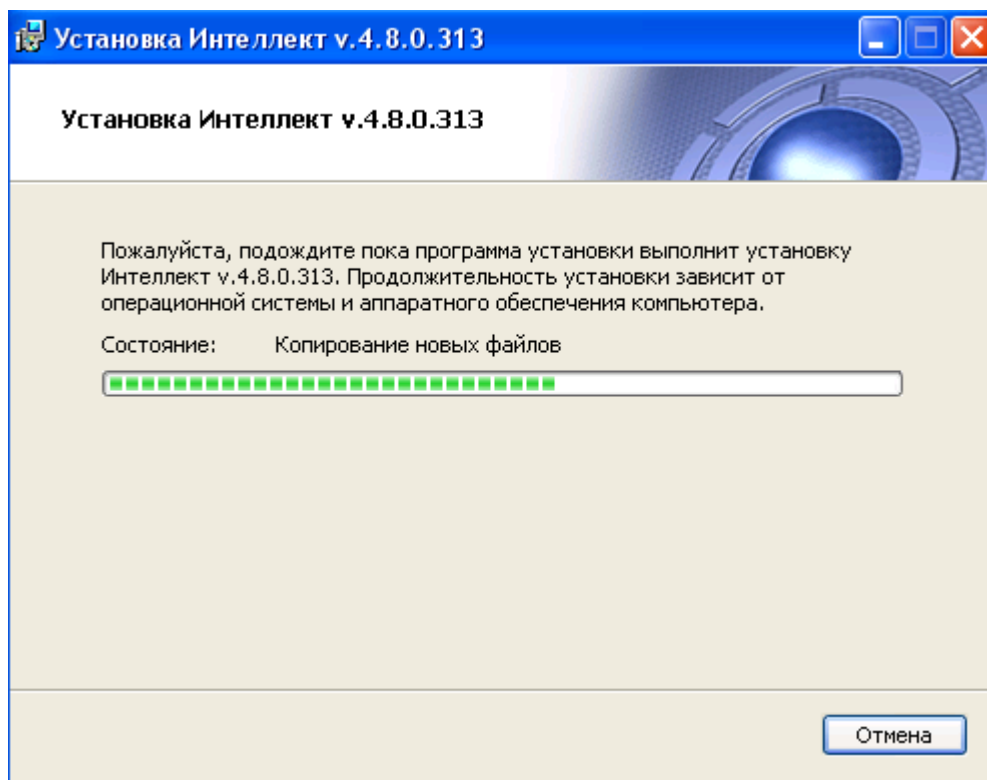 Установка Интеллект v.4.8.0.313
Установка Интеллект v.4.8.0.313
Пожалуйста, подождите пока программа установки выполнит установку
Интеллект v.4.8.0.313. Продолжительность установки зависит от
операционной системы и аппаратного обеспечения компьютера.
Состояние: Копирование новых файлов
Отмена